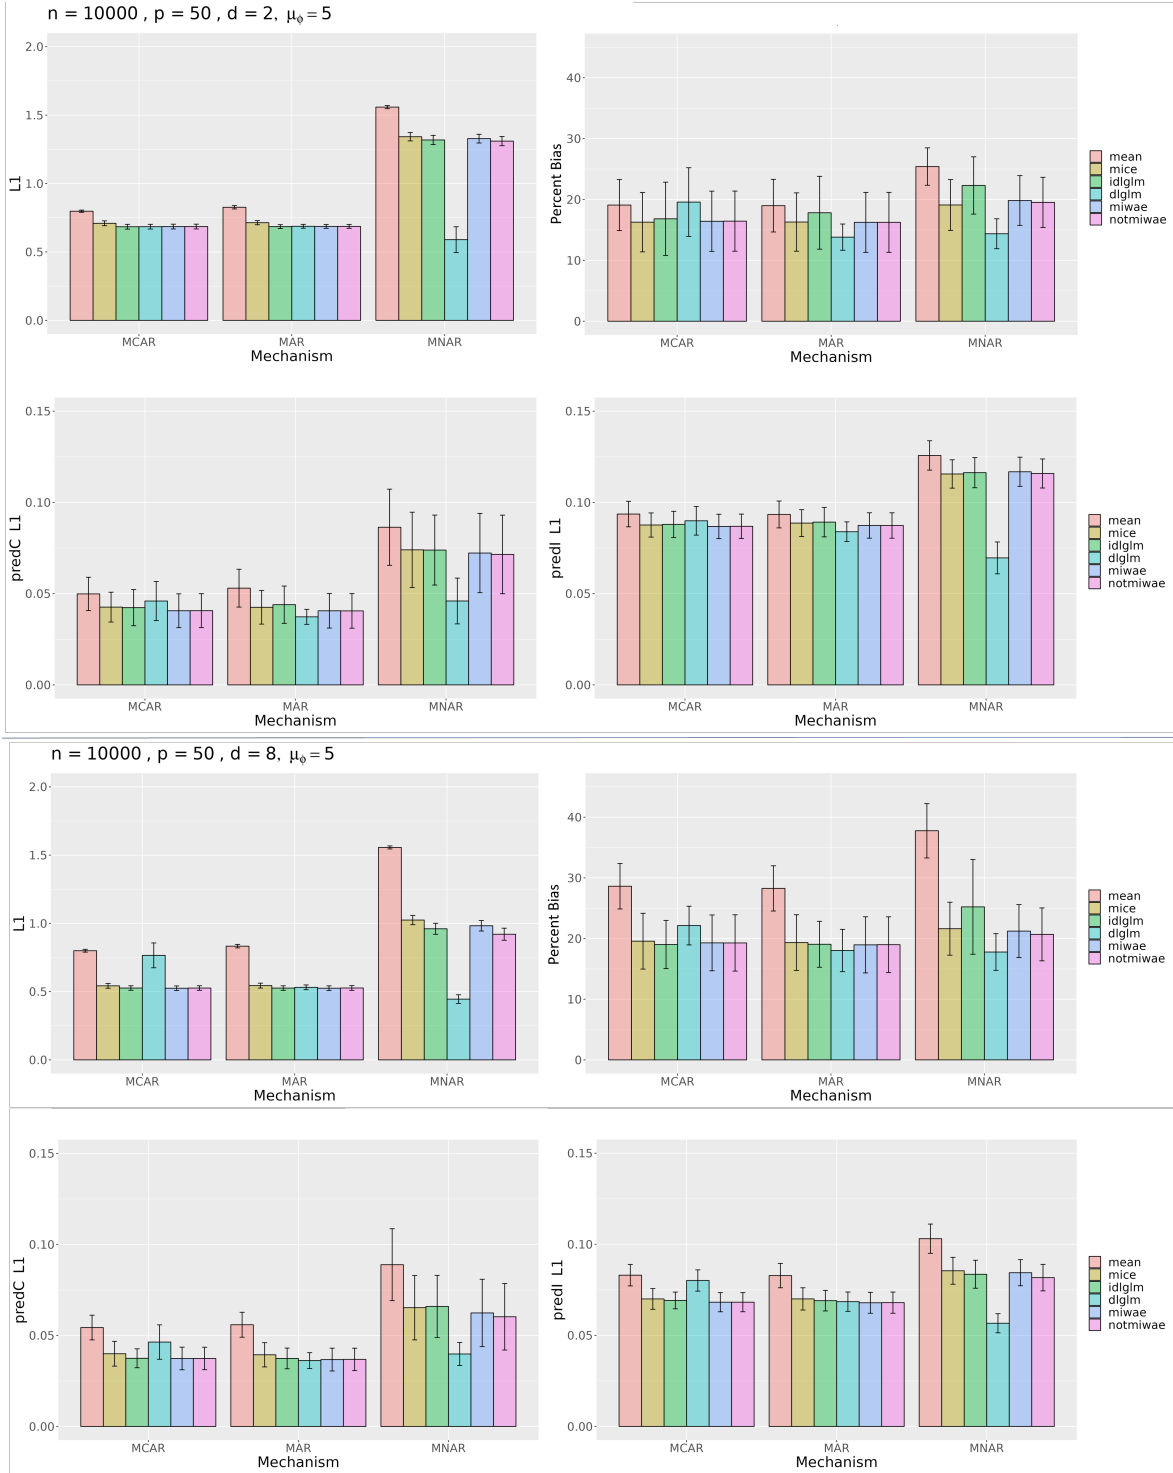 n = 10000 , p = 50 , d = 2, μϕ = 5
L1
2.0
1.5
1.0
0.5
0.0
MCAR MAR MNAR
Mechanism
Percent Bias
40
30
20
10
0
MCAR MAR MNAR
Mechanism
mean
mice
idlglm
dlglm
miwae
notmiwae
predC L1
0.15
0.10
0.05
0.00
MCAR MAR MNAR
Mechanism
predI L1
0.15
0.10
0.05
0.00
MCAR MAR MNAR
Mechanism
mean
mice
idlglm
dlglm
miwae
notmiwae
n = 10000 , p = 50 , d = 8, μϕ = 5
L1
2.0
1.5
1.0
0.5
0.0
MCAR MAR MNAR
Mechanism
Percent Bias
40
30
20
10
0
MCAR MAR MNAR
Mechanism
mean
mice
idlglm
dlglm
miwae
notmiwae
predC L1
0.15
0.10
0.05
0.00
MCAR MAR MNAR
Mechanism
predI L1
0.15
0.10
0.05
0.00
MCAR MAR MNAR
Mechanism
mean
mice
idlglm
dlglm
miwae
notmiwae